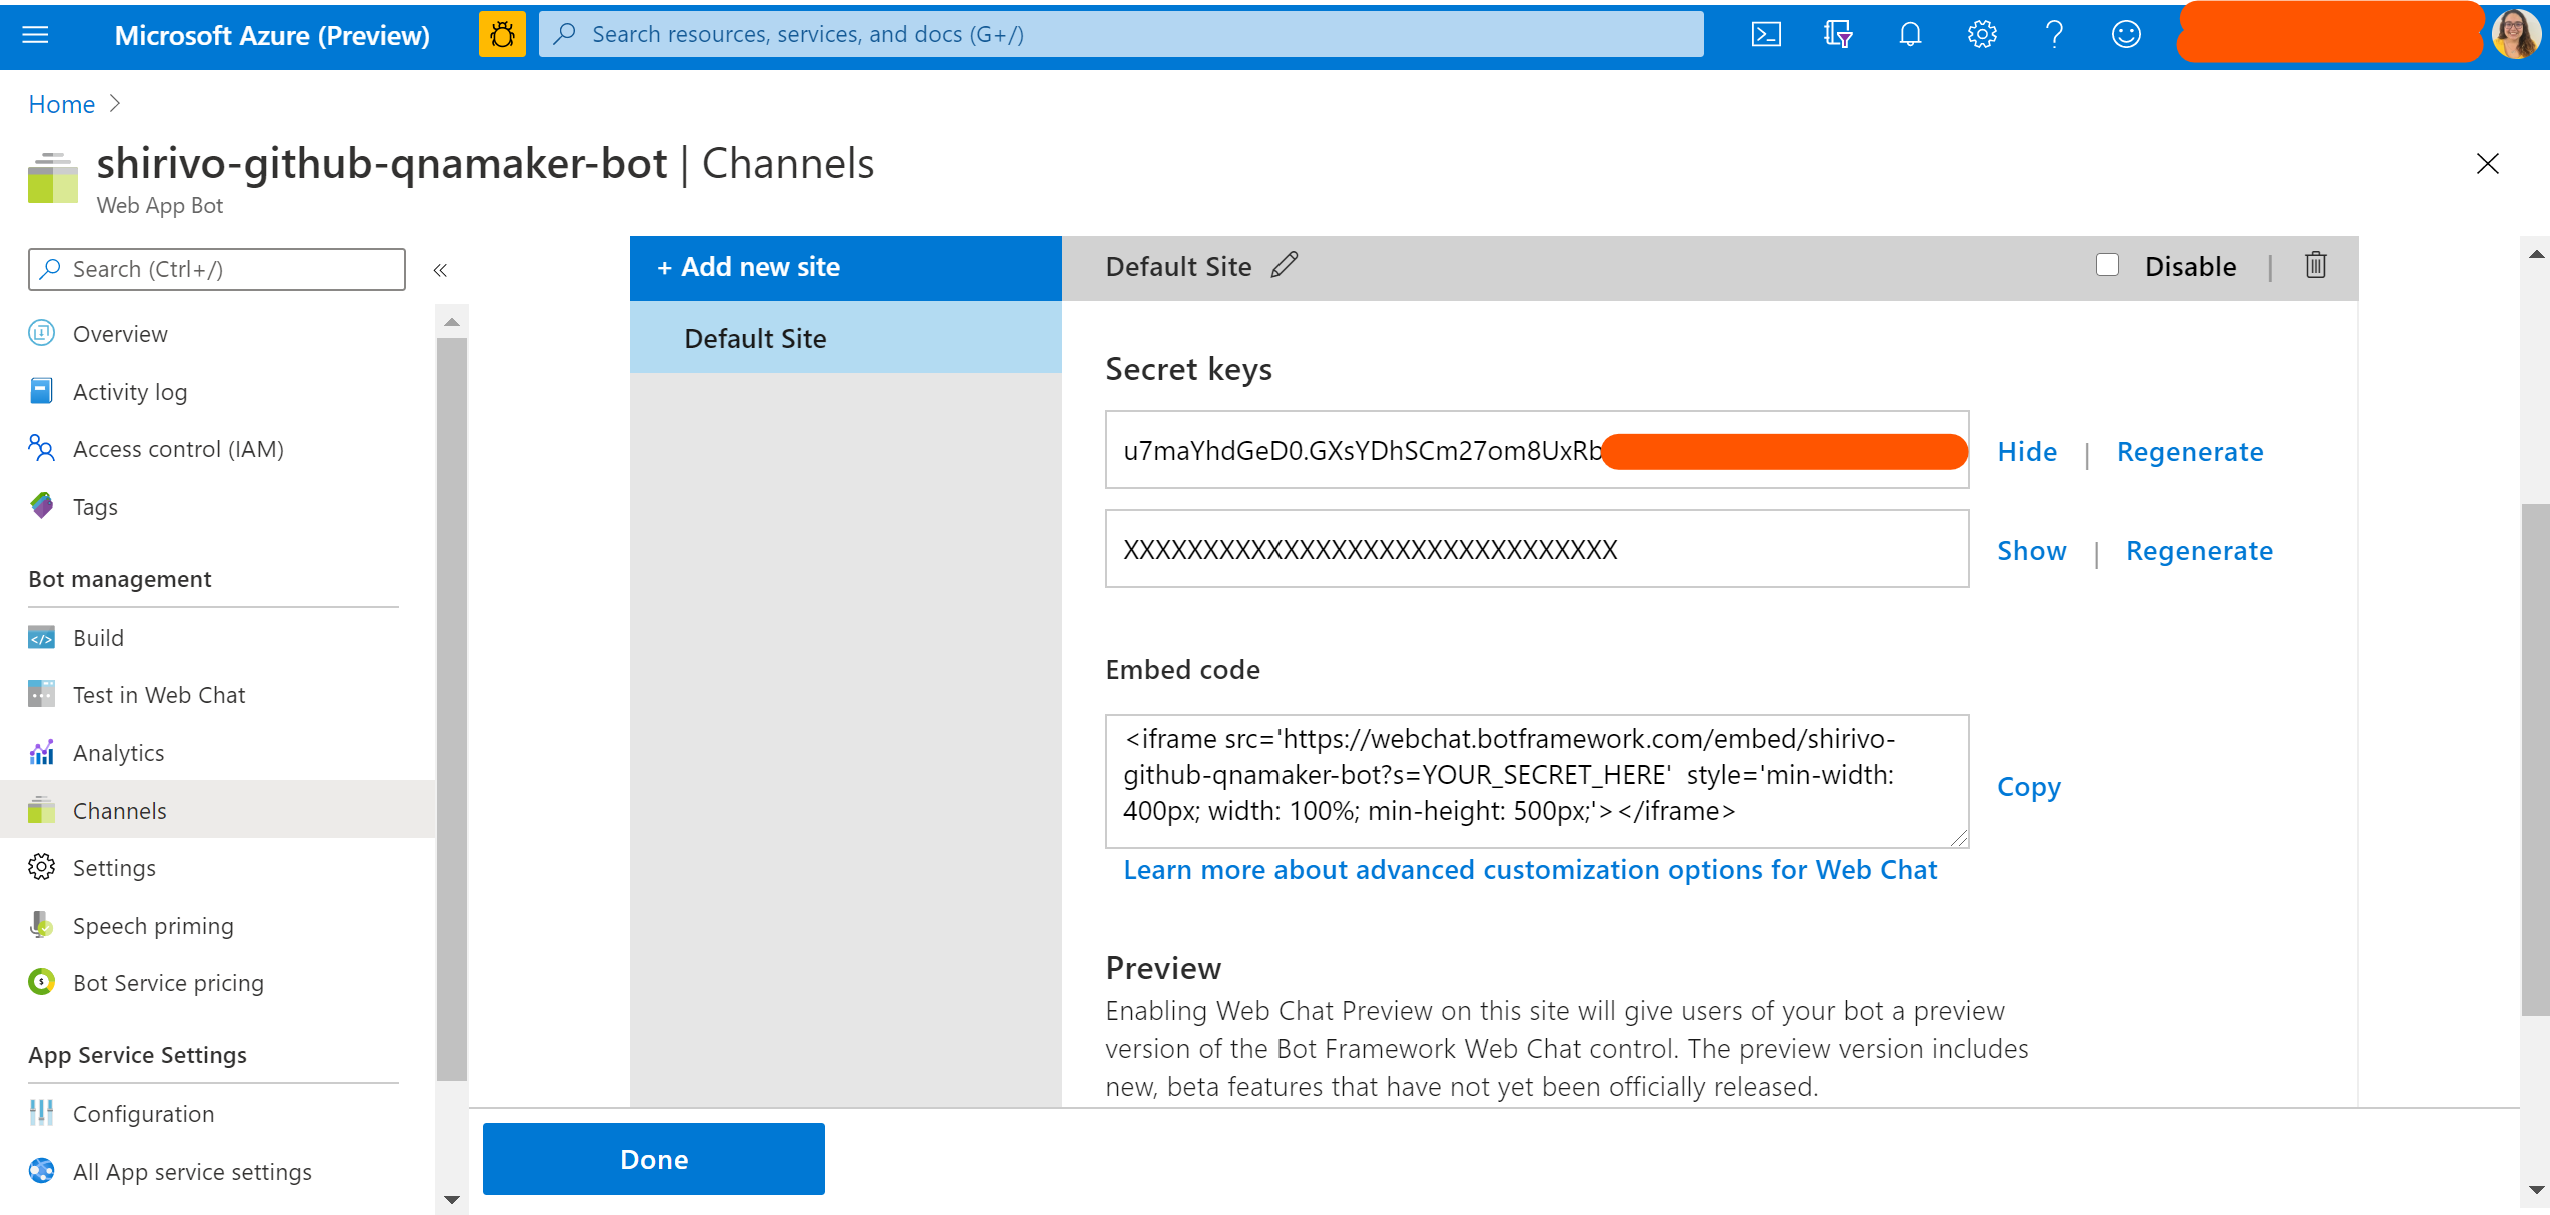 Microsoft Azure (Preview)
Search resources, services, and docs (G+/)
Home
shirivo-github-qnamaker-bot | Channels
Web App Bot
Search (Ctrl+/)
Overview
Activity log
Access control (IAM)
Tags
Bot management
Build
Test in Web Chat
Analytics
Channels
Settings
Speech priming
Bot Service pricing
App Service Settings
Configuration
All App service settings
+ Add new site
Default Site
Default Site
Disable
Secret keys
u7maYhdGeD0.GXsYDhSCm27om8UxRb
Hide | Regenerate
XXXXXXXXXXXXXXXXXXXXXXXXXXXXXXX
Show | Regenerate
Embed code
<iframe src='https://webchat.botframework.com/embed/shirivo-
github-qnamaker-bot?s=YOUR_SECRET_HERE'  style='min-width:
400px; width: 100%; min-height: 500px;'></iframe>
Copy
Learn more about advanced customization options for Web Chat
Preview
Enabling Web Chat Preview on this site will give users of your bot a preview
version of the Bot Framework Web Chat control. The preview version includes
new, beta features that have not yet been officially released.
Done